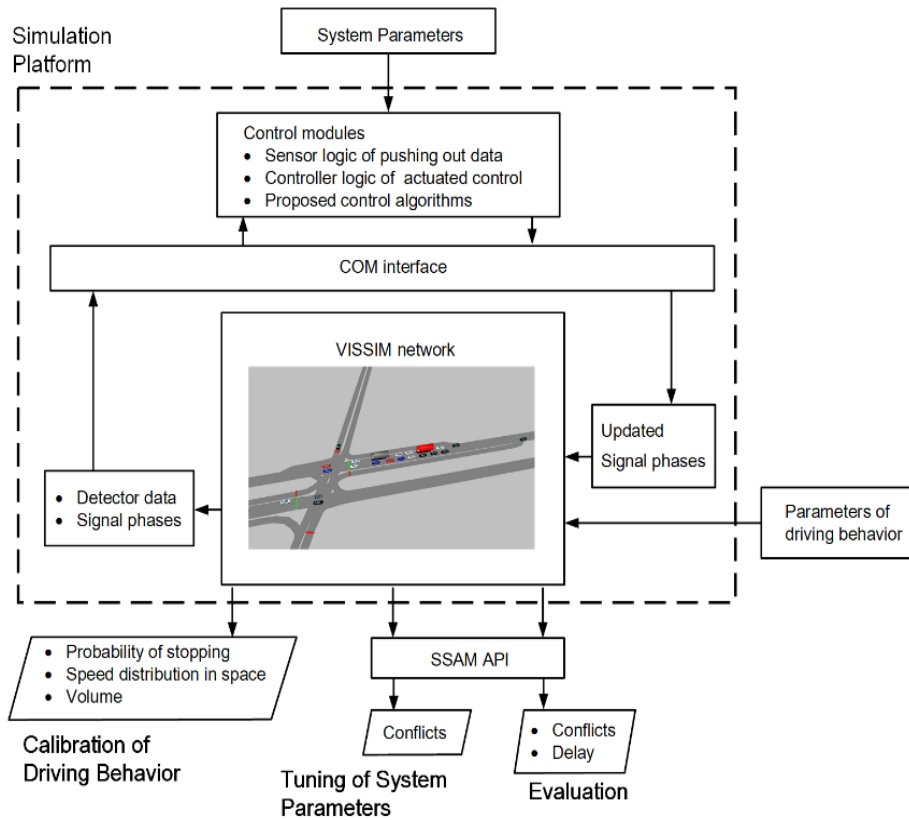 Simulation
Platform
System Parameters
Control modules
• Sensor logic of pushing out data
• Controller logic of actuated control
• Proposed control algorithms
COM interface
VISSIM network
Updated
Signal phases
• Detector data
• Signal phases
Parameters of
driving behavior
• Probability of stopping
• Speed distribution in space
• Volume
SSAM API
Conflicts
• Conflicts
• Delay
Calibration of
Driving Behavior
Tuning of System
Parameters
Evaluation